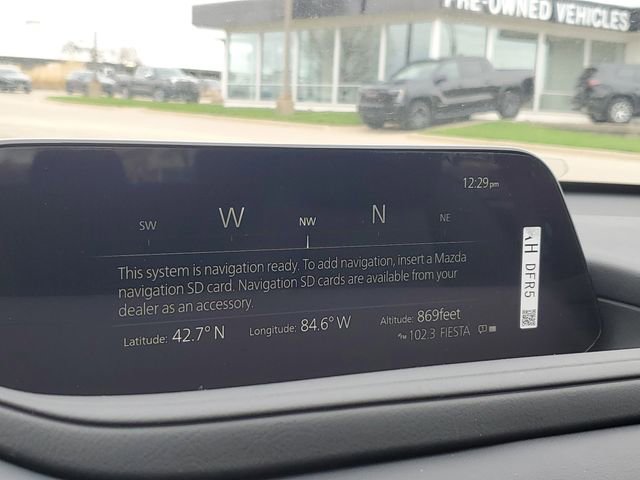 PRE-OWNED VEHICLES
12:29pm
SW W NW N NE
This system is navigation ready. To add navigation, insert a Mazda
navigation SD card. Navigation SD cards are available from your
dealer as an accessory.
Latitude: 42.7° N Longitude: 84.6° W Altitude: 869feet
FM 102.3 FIESTA
DFR5